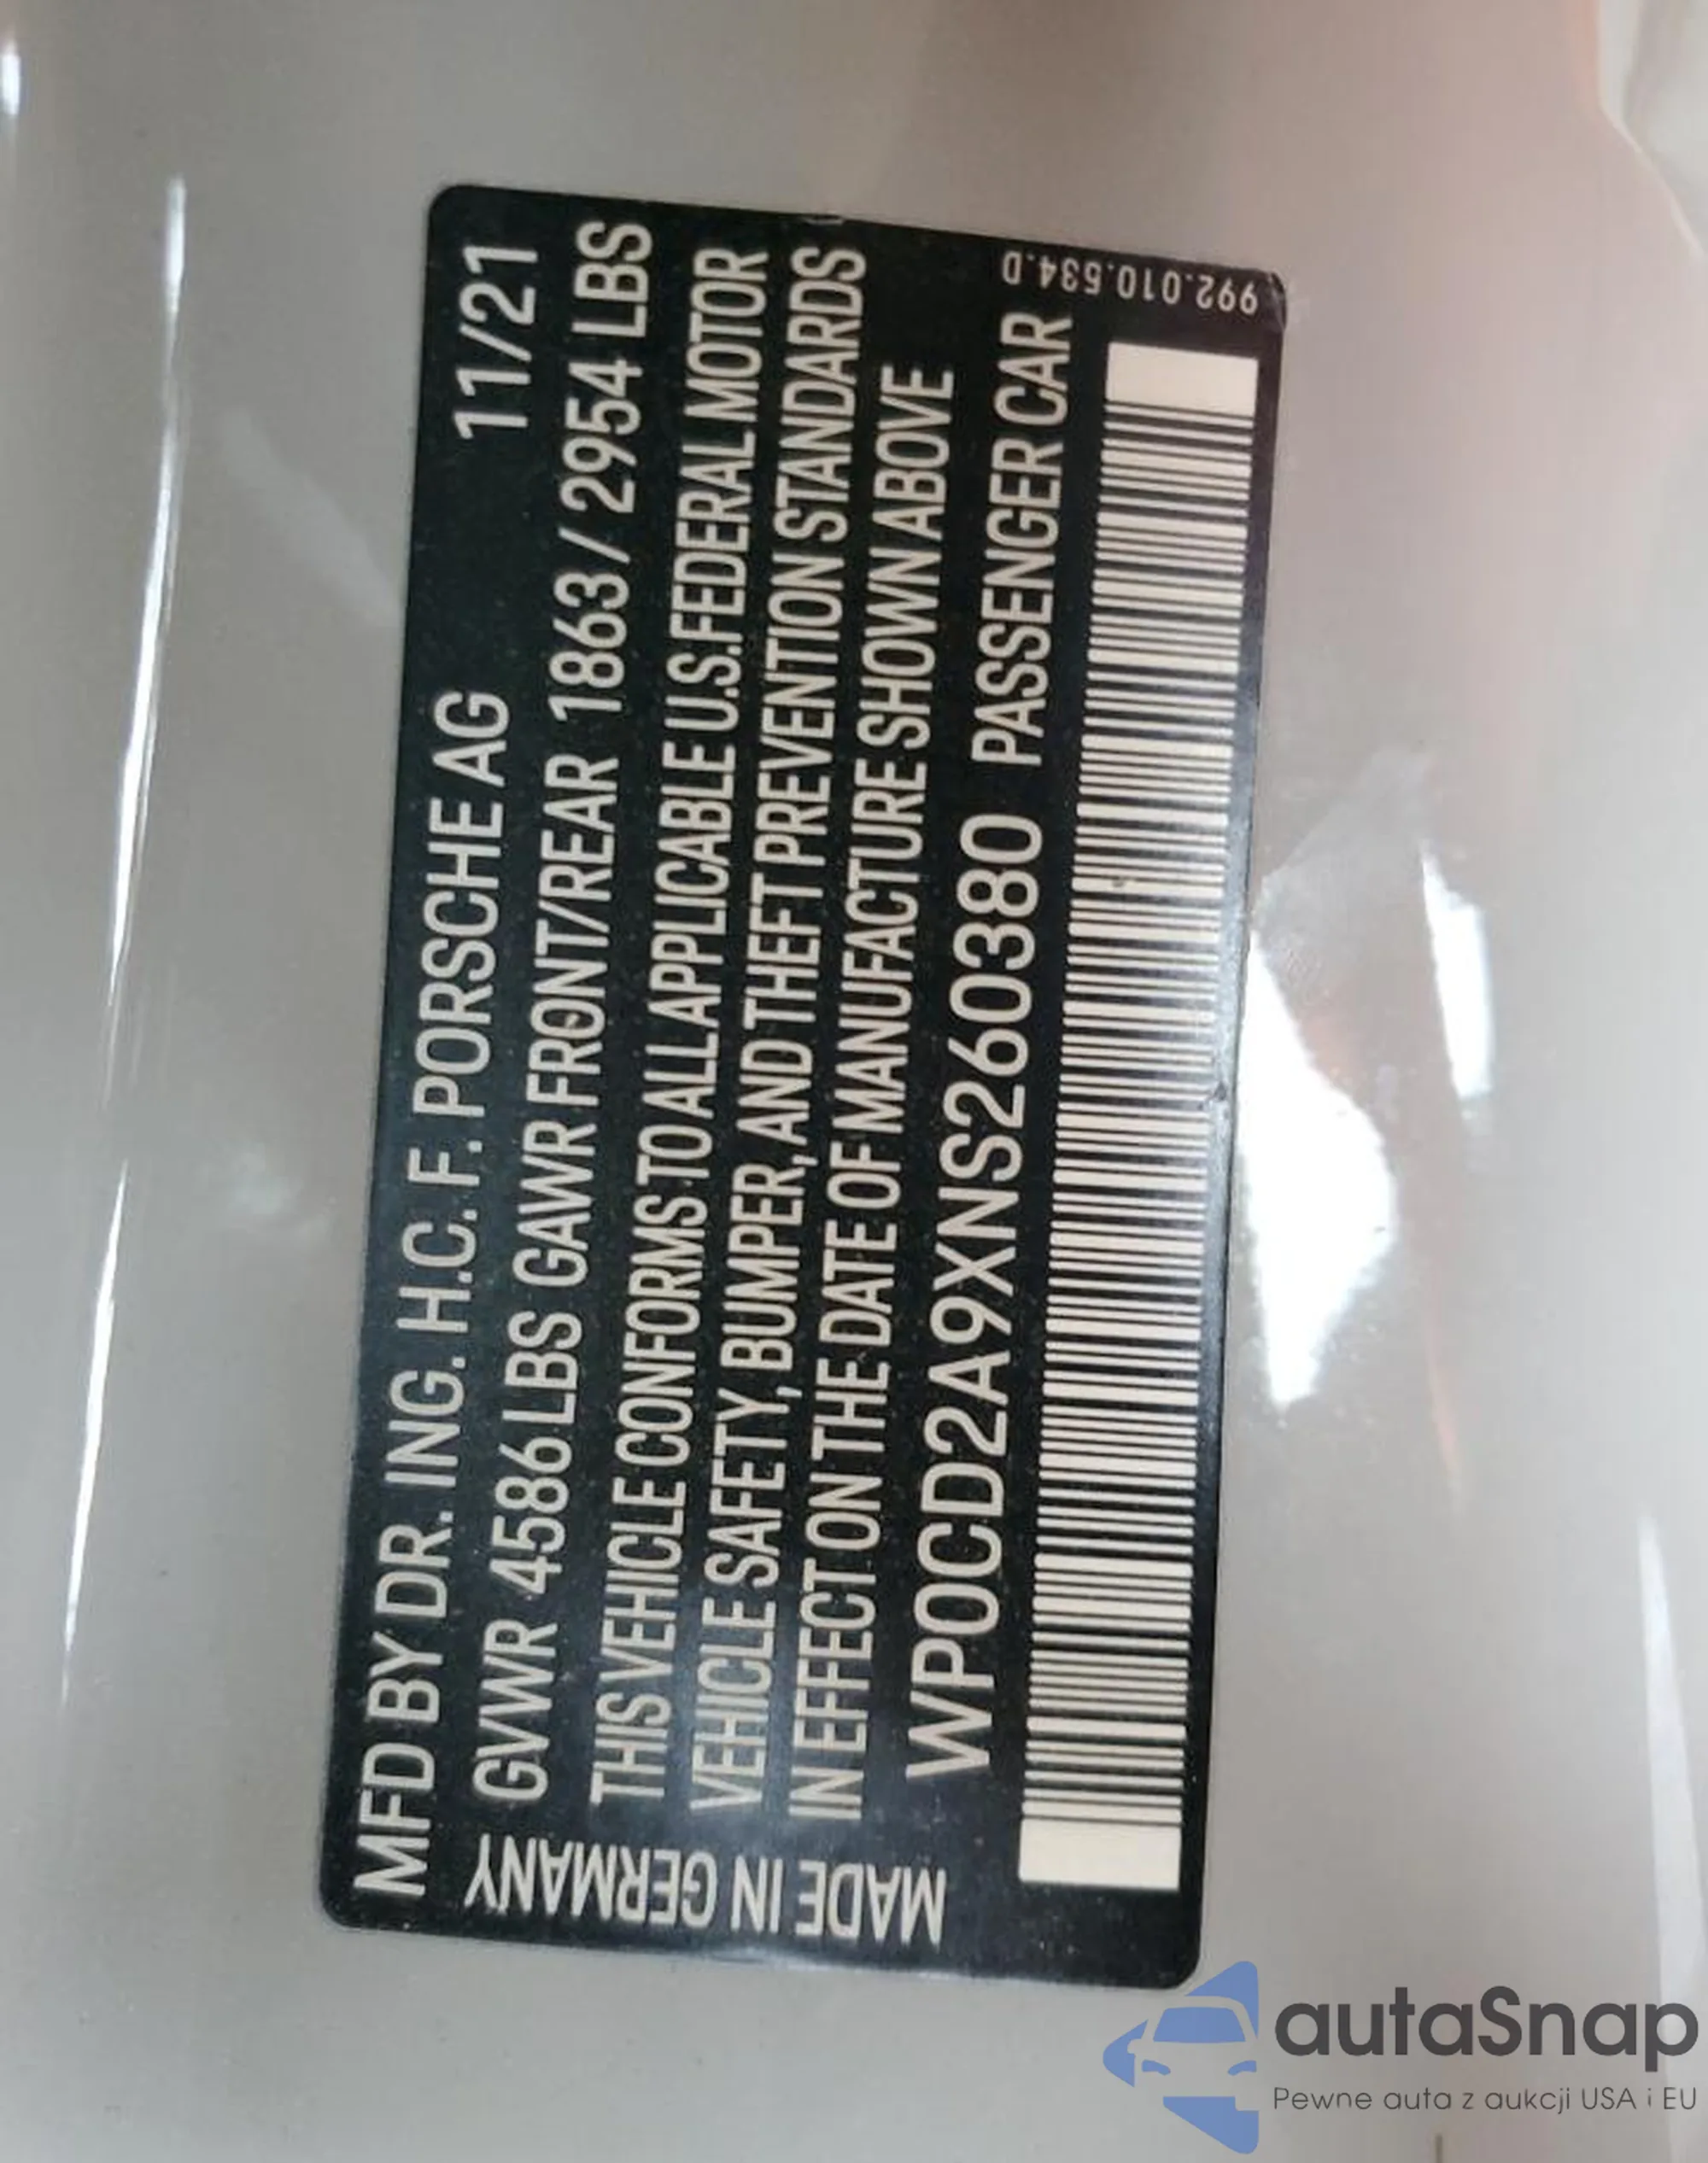 MFD BY DR. ING. H.C. F. PORSCHE AG 11/21
GVWR 4586 LBS GAWR FRONT/REAR 1863 / 2954 LBS
THIS VEHICLE CONFORMS TO ALL APPLICABLE U.S. FEDERAL MOTOR
VEHICLE SAFETY, BUMPER, AND THEFT PREVENTION STANDARDS
IN EFFECT ON THE DATE OF MANUFACTURE SHOWN ABOVE
WP0CD2A9XNS260380 PASSENGER CAR
MADE IN GERMANY
992.010.534.D
autaSnap
Pewne auta z aukcji USA i EU